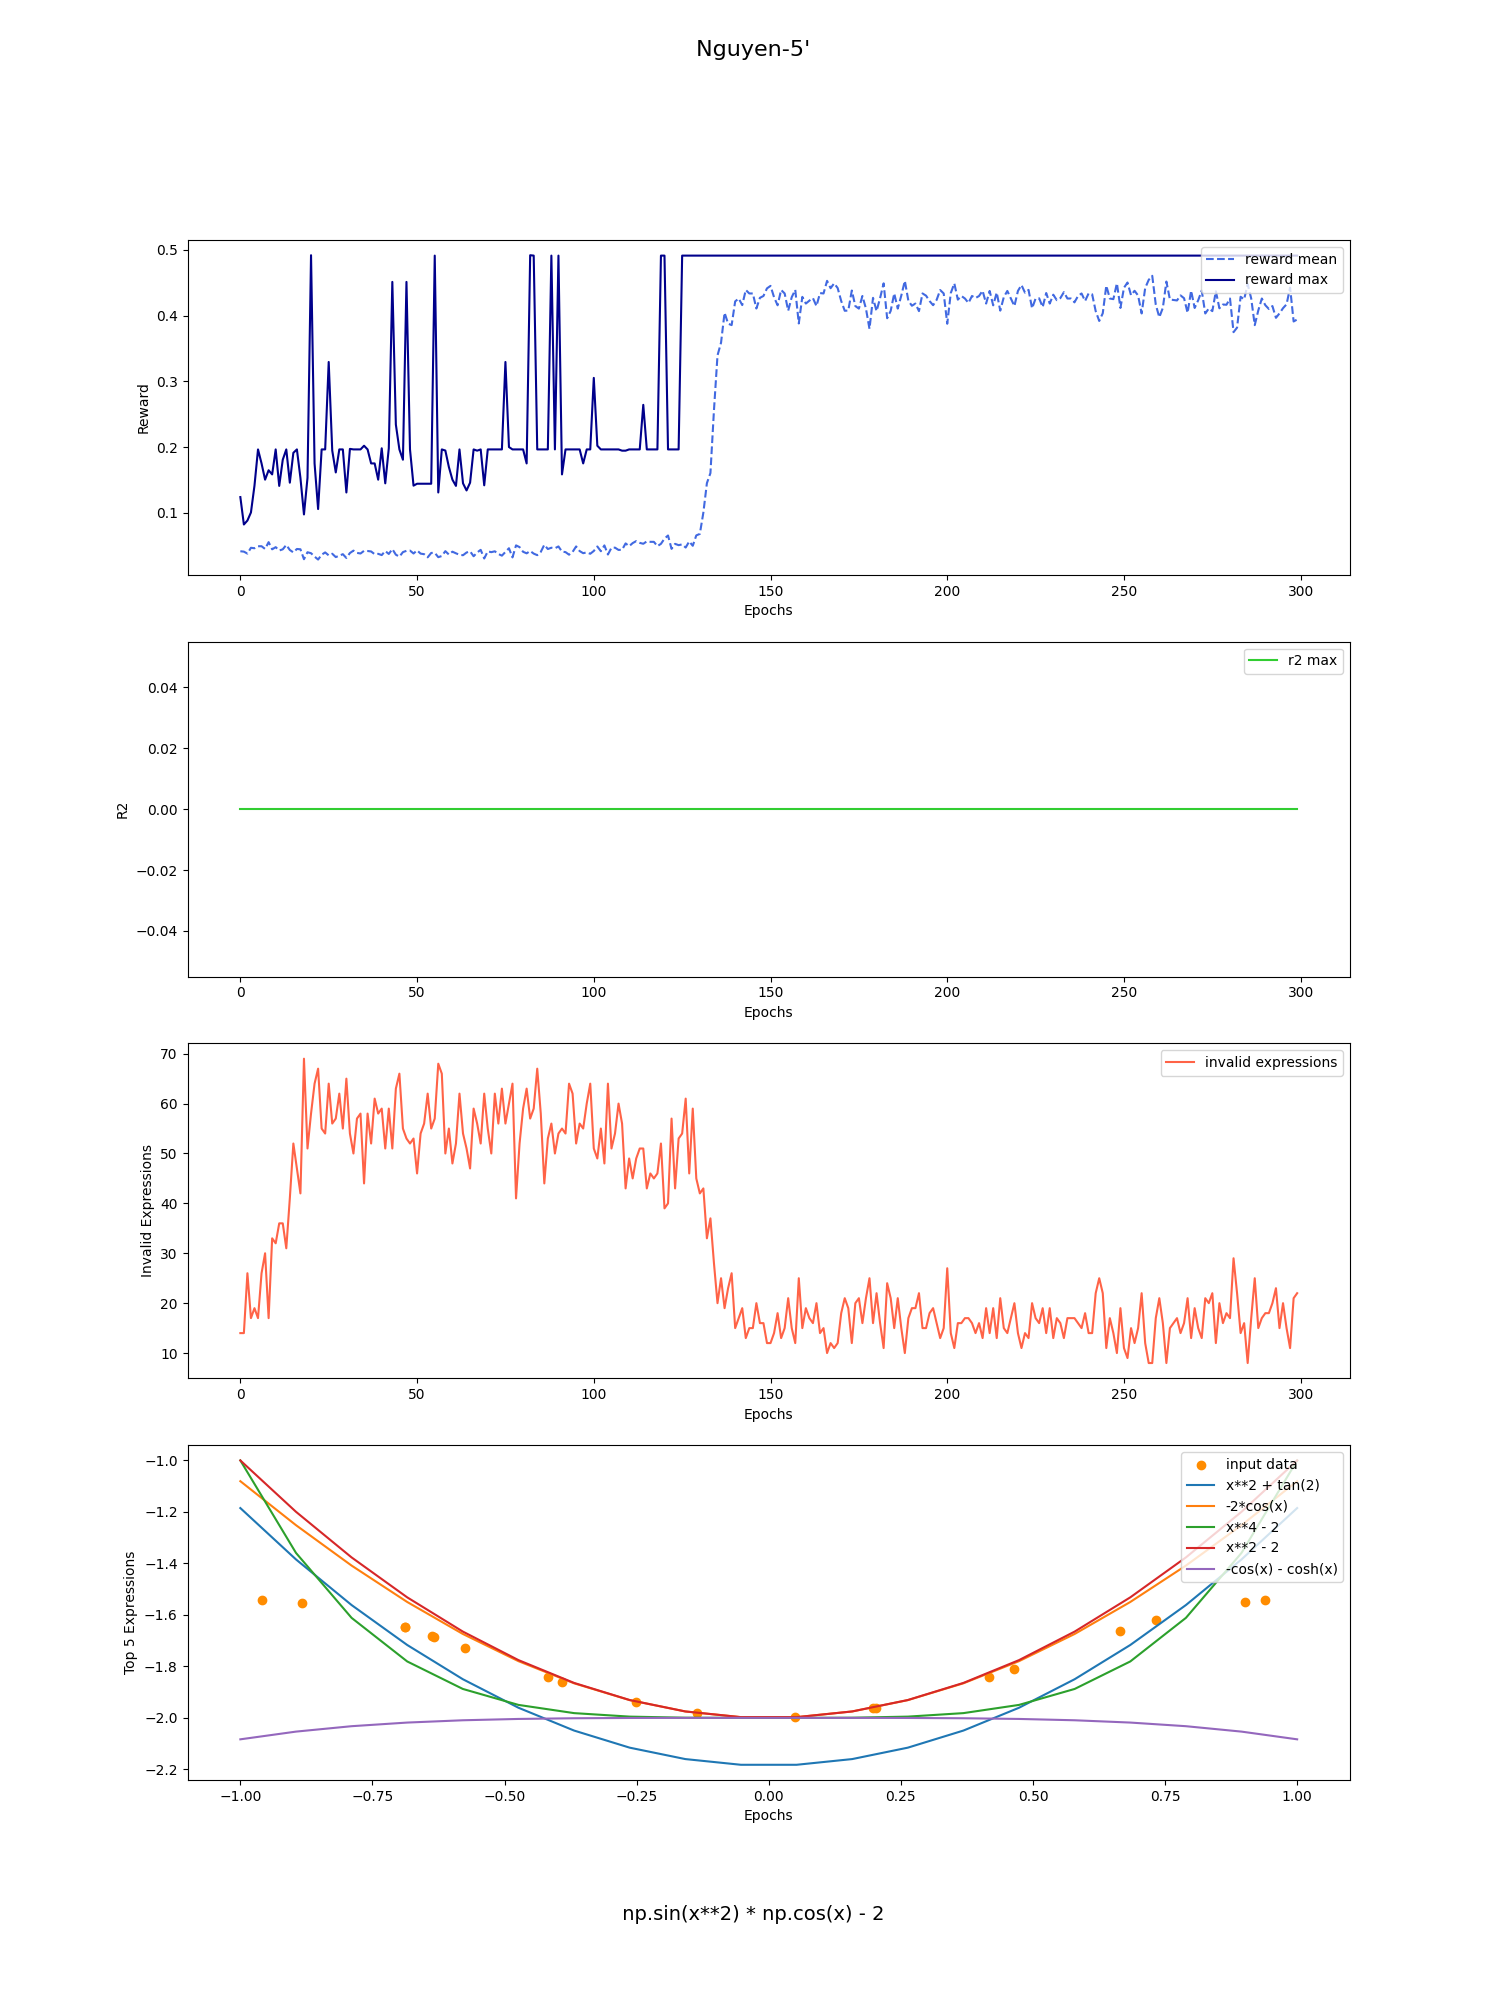 Nguyen-5'
0.5
0.4
0.3
0.2
0.1
Reward
reward mean
reward max
0 50 100 150 200 250 300
Epochs
0.04
0.02
0.00
−0.02
−0.04
R2
r2 max
0 50 100 150 200 250 300
Epochs
70
60
50
40
30
20
10
Invalid Expressions
invalid expressions
0 50 100 150 200 250 300
Epochs
−1.0
−1.2
−1.4
−1.6
−1.8
−2.0
−2.2
Top 5 Expressions
input data
x**2 + tan(2)
-2*cos(x)
x**4 - 2
x**2 - 2
-cos(x) - cosh(x)
−1.00 −0.75 −0.50 −0.25 0.00 0.25 0.50 0.75 1.00
Epochs
np.sin(x**2) * np.cos(x) - 2